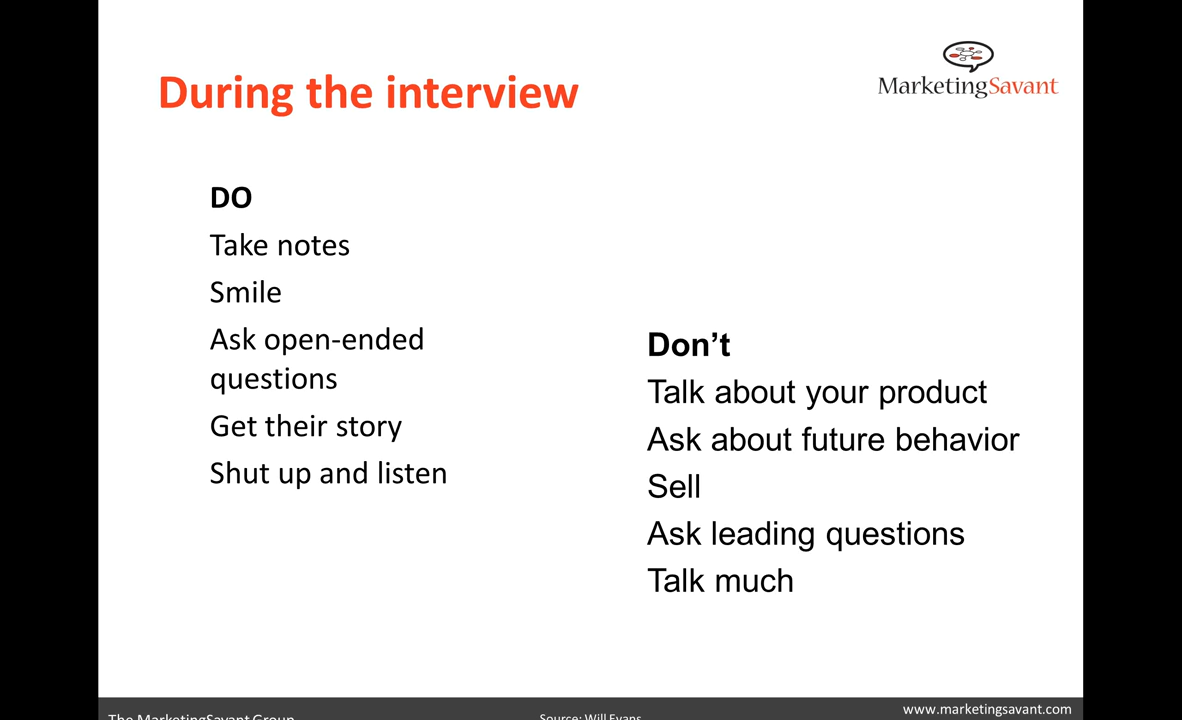 During the interview
MarketingSavant
DO
Take notes
Smile
Ask open-ended
questions
Get their story
Shut up and listen
Don’t
Talk about your product
Ask about future behavior
Sell
Ask leading questions
Talk much
The MarketingSavant Group
Source: Will Evans
www.marketingsavant.com